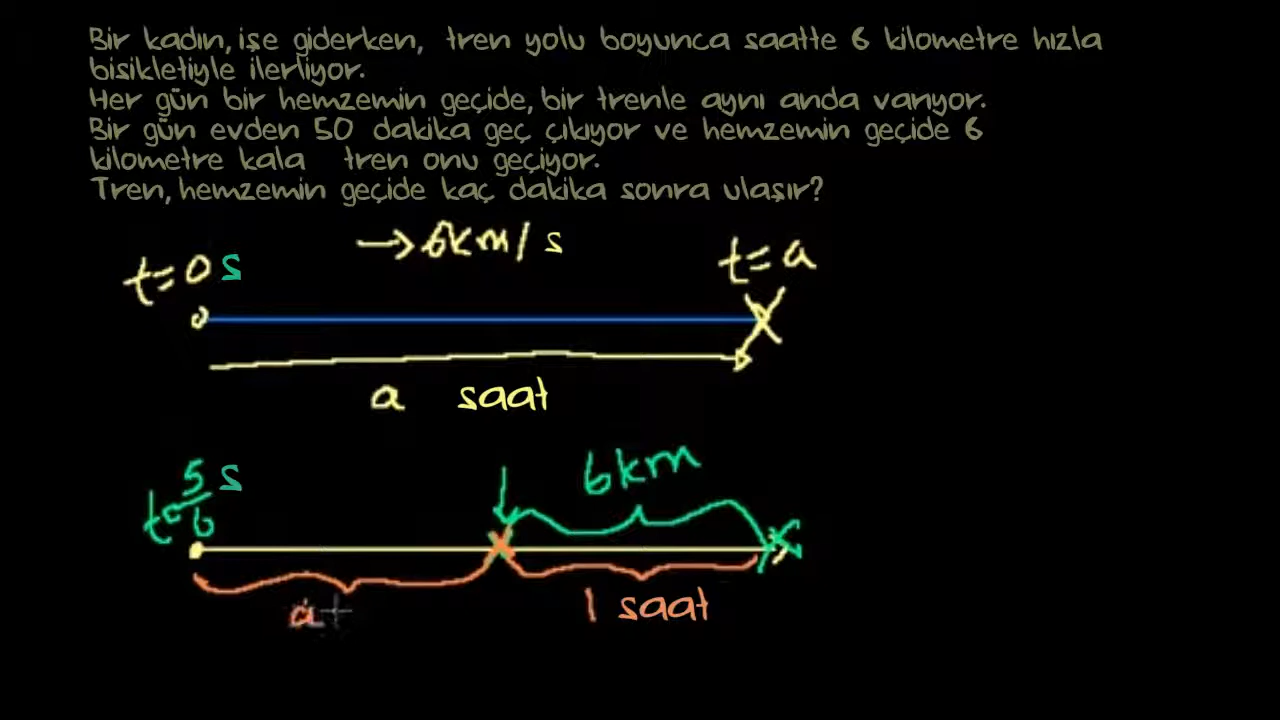 Bir kadın, işe giderken, tren yolu boyunca saatte 6 kilometre hızla
bisikletiyle ilerliyor.
Her gün bir hemzemin geçide, bir trenle aynı anda varıyor.
Bir gün evden 50 dakika geç çıkıyor ve hemzemin geçide 6
kilometre kala tren onu geçiyor.
Tren, hemzemin geçide kaç dakika sonra ulaşır?
→ 6km/s
t=0 s
t=a
a saat
t=5/6 s
6km
a+
1 saat